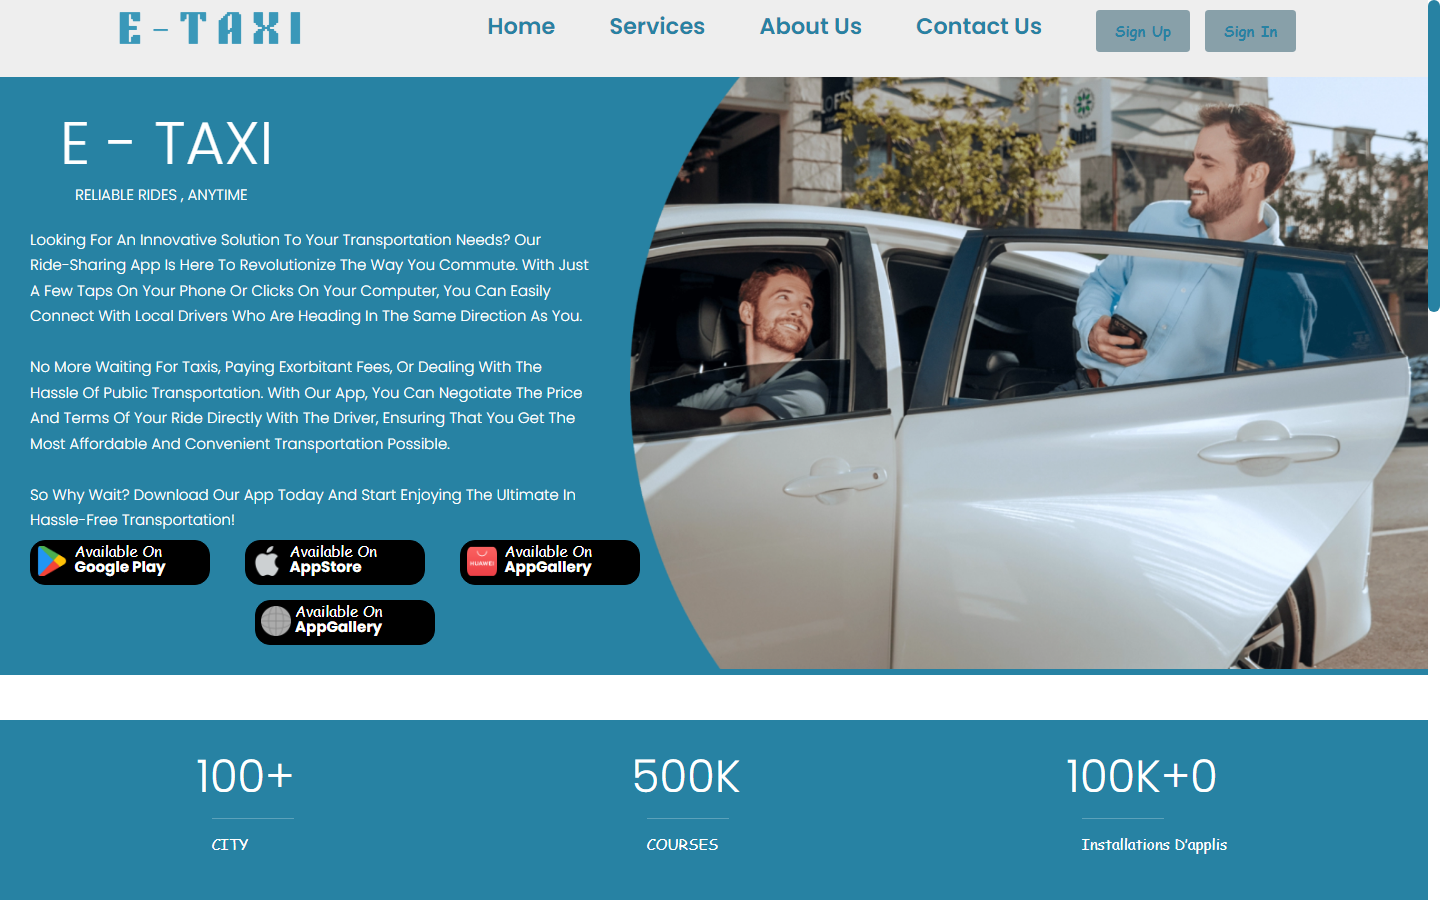 E - TAXI
Home
Services
About Us
Contact Us
Sign Up
Sign In
E - TAXI
RELIABLE RIDES , ANYTIME
Looking For An Innovative Solution To Your Transportation Needs? Our
Ride-Sharing App Is Here To Revolutionize The Way You Commute. With Just
A Few Taps On Your Phone Or Clicks On Your Computer, You Can Easily
Connect With Local Drivers Who Are Heading In The Same Direction As You.
No More Waiting For Taxis, Paying Exorbitant Fees, Or Dealing With The
Hassle Of Public Transportation. With Our App, You Can Negotiate The Price
And Terms Of Your Ride Directly With The Driver, Ensuring That You Get The
Most Affordable And Convenient Transportation Possible.
So Why Wait? Download Our App Today And Start Enjoying The Ultimate In
Hassle-Free Transportation!
Available On
Google Play
Available On
AppStore
HUAWEI
Available On
AppGallery
Available On
AppGallery
100+
CITY
500K
COURSES
100K+0
Installations D'applis